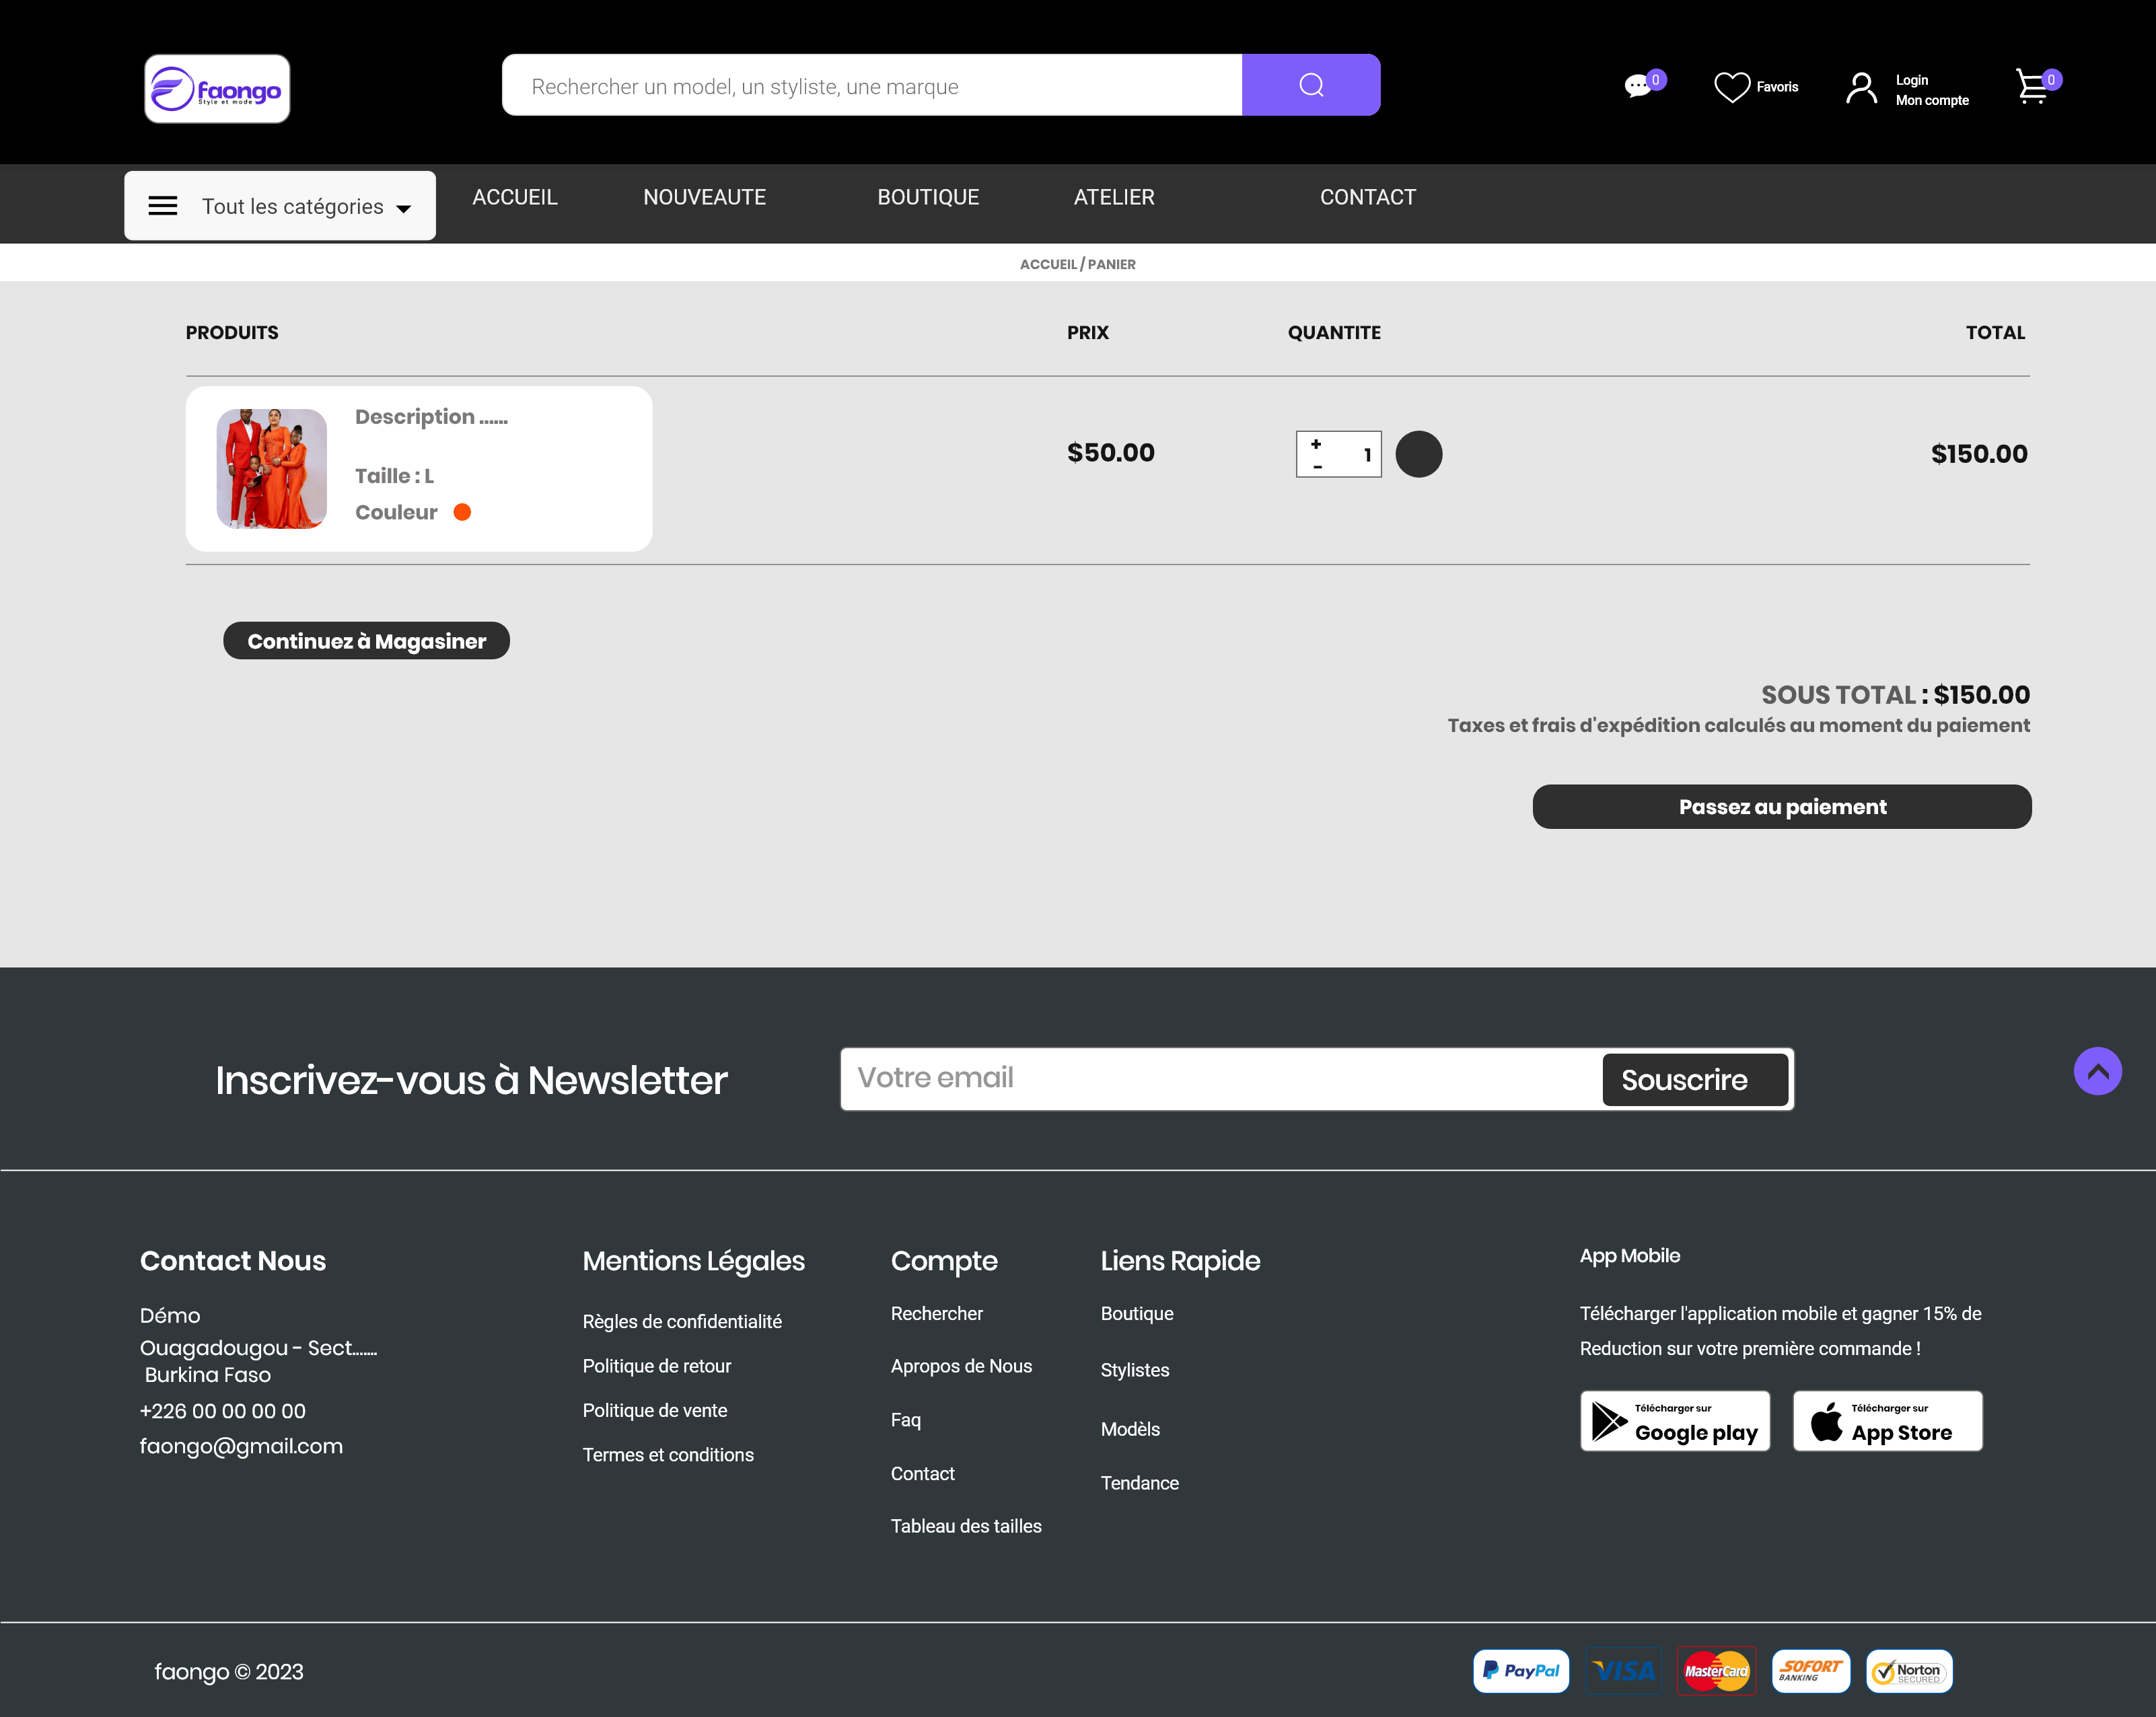 faongo
Style et mode
Rechercher un model, un styliste, une marque
0
Favoris
Login
Mon compte
0
Tout les catégories
ACCUEIL
NOUVEAUTE
BOUTIQUE
ATELIER
CONTACT
ACCUEIL / PANIER
PRODUITS
PRIX
QUANTITE
TOTAL
Description ......
Taille : L
Couleur
$50.00
+
1
-
$150.00
Continuez à Magasiner
SOUS TOTAL : $150.00
Taxes et frais d'expédition calculés au moment du paiement
Passez au paiement
Inscrivez-vous à Newsletter
Votre email
Souscrire
Contact Nous
Démo
Ouagadougou - Sect.......
Burkina Faso
+226 00 00 00 00
faongo@gmail.com
Mentions Légales
Règles de confidentialité
Politique de retour
Politique de vente
Termes et conditions
Compte
Rechercher
Apropos de Nous
Faq
Contact
Tableau des tailles
Liens Rapide
Boutique
Stylistes
Modèls
Tendance
App Mobile
Télécharger l'application mobile et gagner 15% de
Reduction sur votre première commande !
Télécharger sur
Google play
Télécharger sur
App Store
faongo © 2023
PayPal
VISA
MasterCard
SOFORT
BANKING
Norton
SECURED